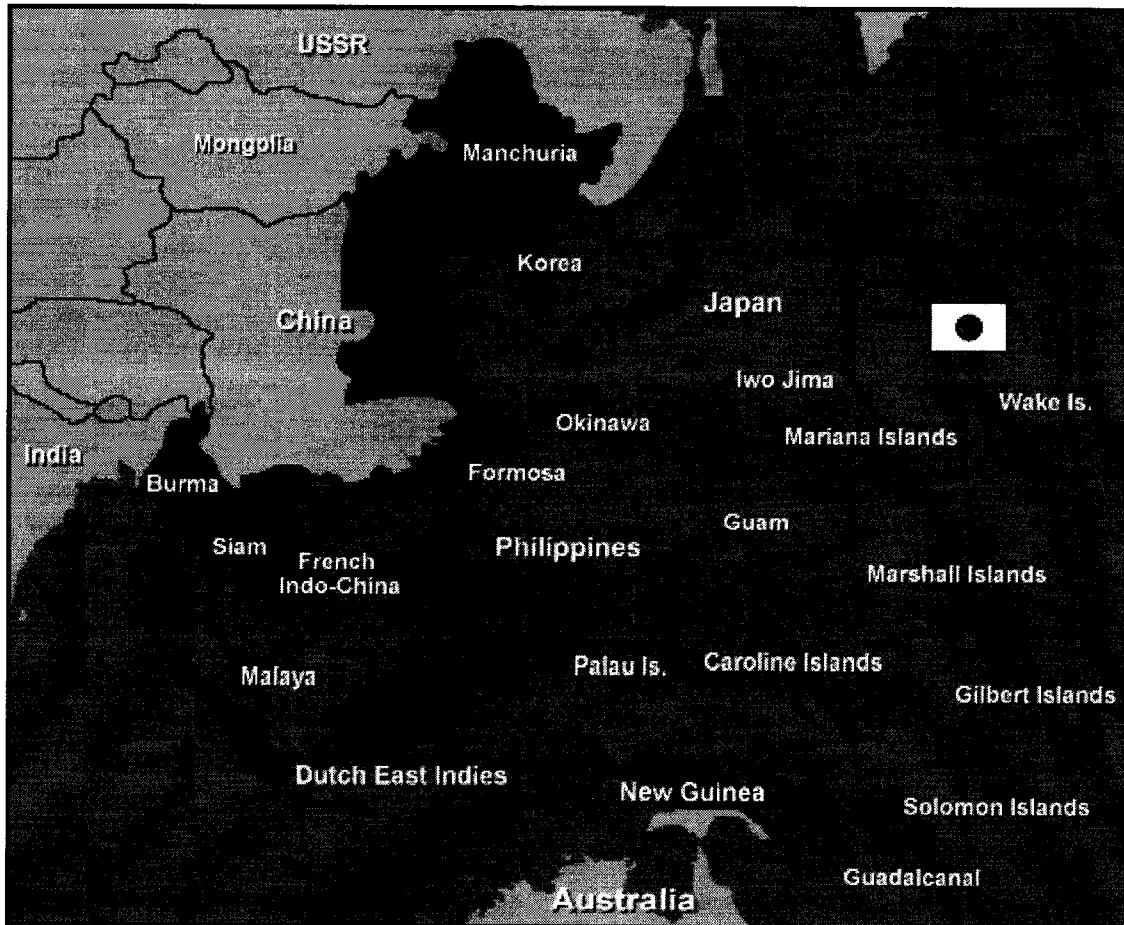 USSR
Mongolia
Manchuria
Korea
Japan
China
Iwo Jima
Wake Is.
Okinawa
Mariana Islands
India
Formosa
Burma
Guam
Siam
Philippines
French
Indo-China
Marshall Islands
Malaya
Palau Is.
Caroline Islands
Gilbert Islands
Dutch East Indies
New Guinea
Solomon Islands
Guadalcanal
Australia